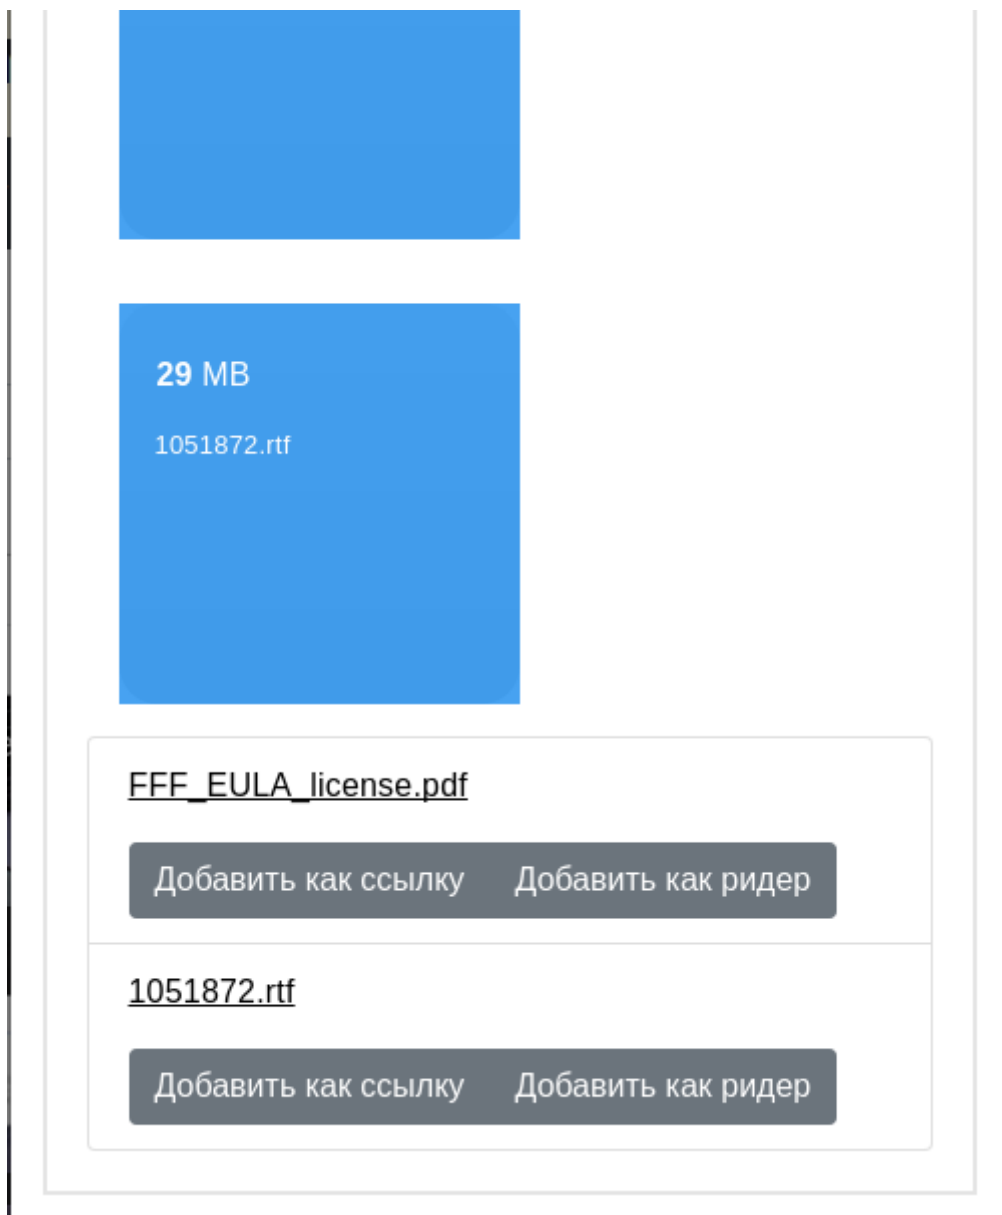 29 MB
1051872.rtf
FFF_EULA_license.pdf
Добавить как ссылку Добавить как ридер
1051872.rtf
Добавить как ссылку Добавить как ридер